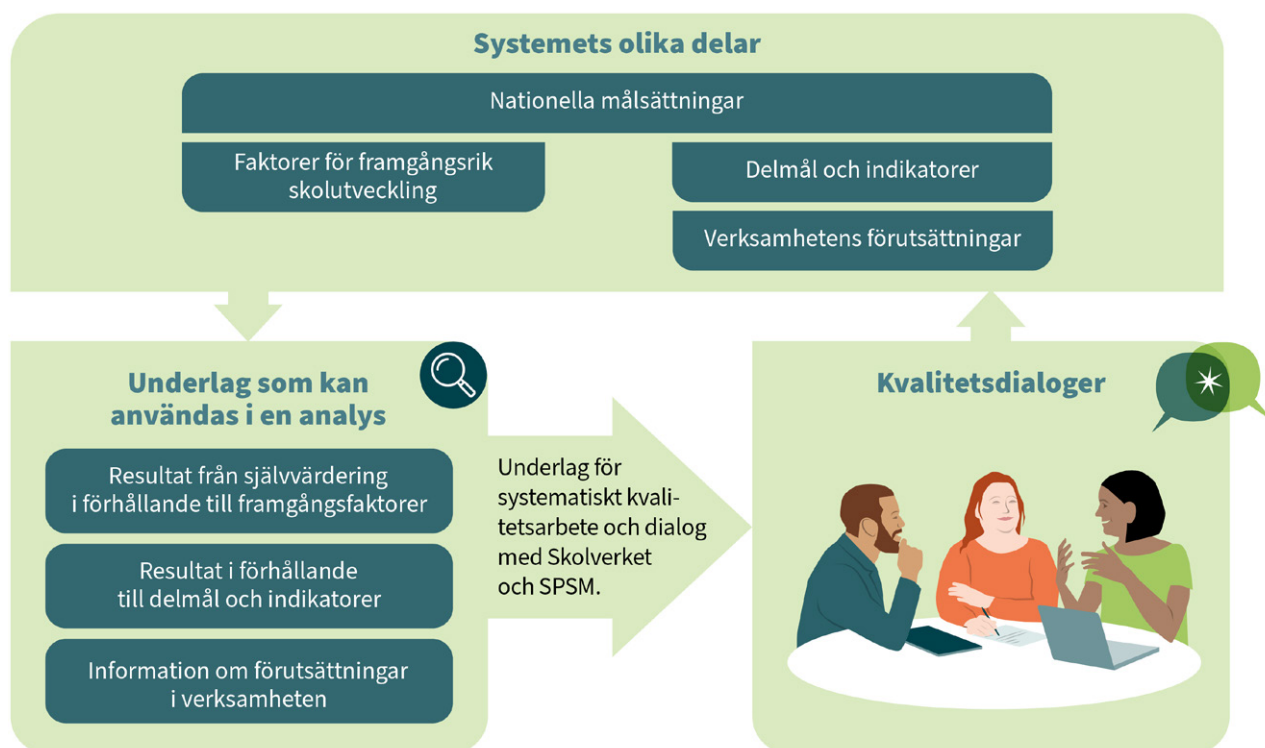 Systemets olika delar
Nationella målsättningar
Faktorer för framgångsrik
skolutveckling
Delmål och indikatorer
Verksamhetens förutsättningar
Underlag som kan
användas i en analys
Resultat från självvärdering
i förhållande till framgångsfaktorer
Resultat i förhållande
till delmål och indikatorer
Information om förutsättningar
i verksamheten
Underlag för
systematiskt kvali-
tetsarbete och dialog
med Skolverket
och SPSM.
Kvalitetsdialoger